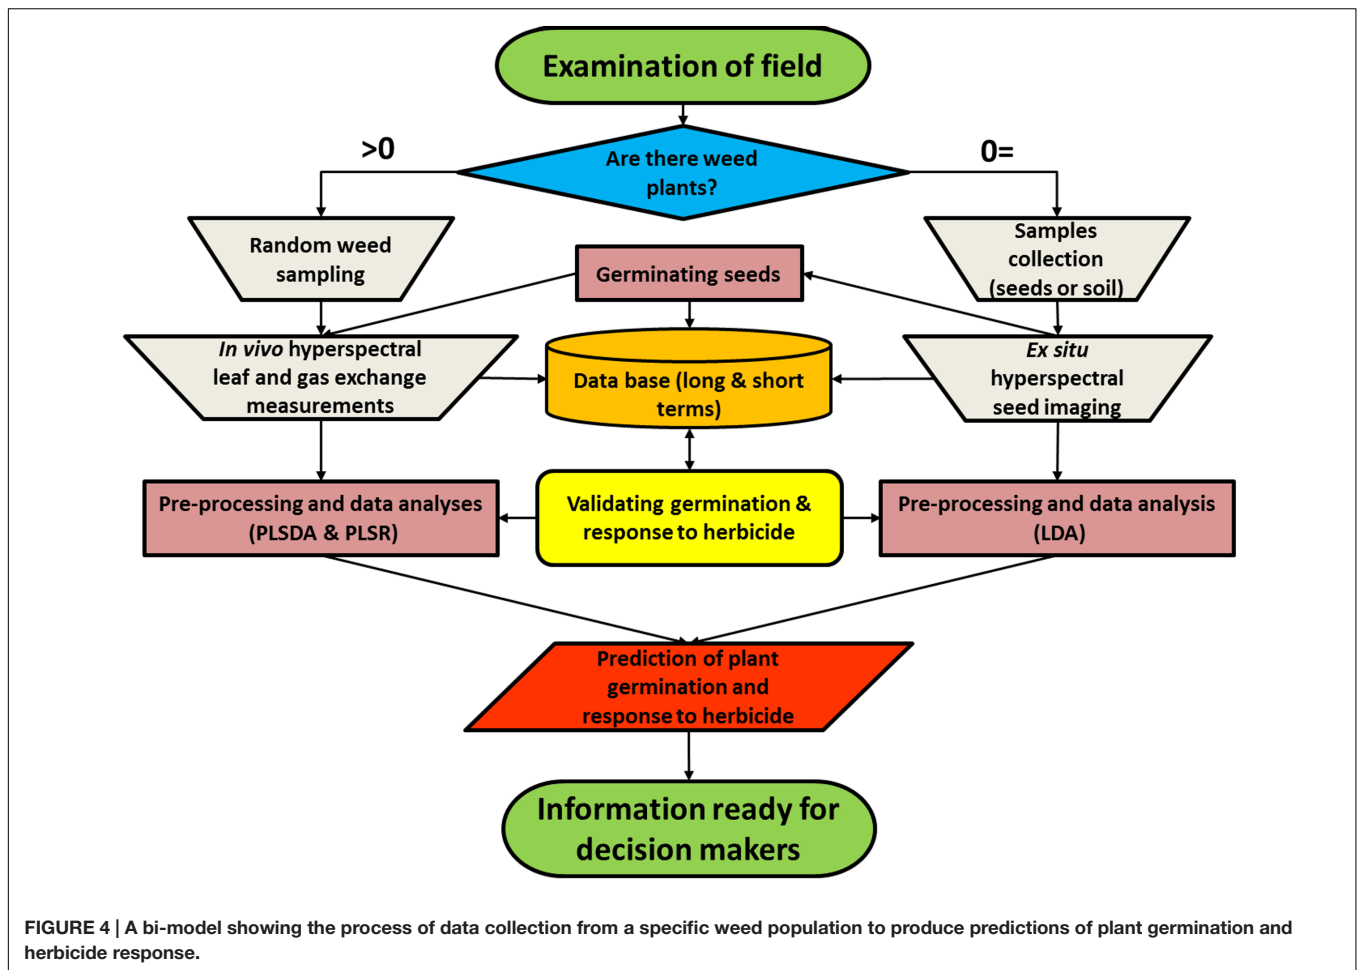 Examination of field
Are there weed
plants?
>0
0=
Random weed
sampling
Samples
collection
(seeds or soil)
Germinating seeds
In vivo hyperspectral
leaf and gas exchange
measurements
Data base (long & short
terms)
Ex situ
hyperspectral
seed imaging
Pre-processing and data analyses
(PLSDA & PLSR)
Validating germination &
response to herbicide
Pre-processing and data analysis
(LDA)
Prediction of plant
germination and
response to herbicide
Information ready for
decision makers
FIGURE 4 | A bi-model showing the process of data collection from a specific weed population to produce predictions of plant germination and
herbicide response.